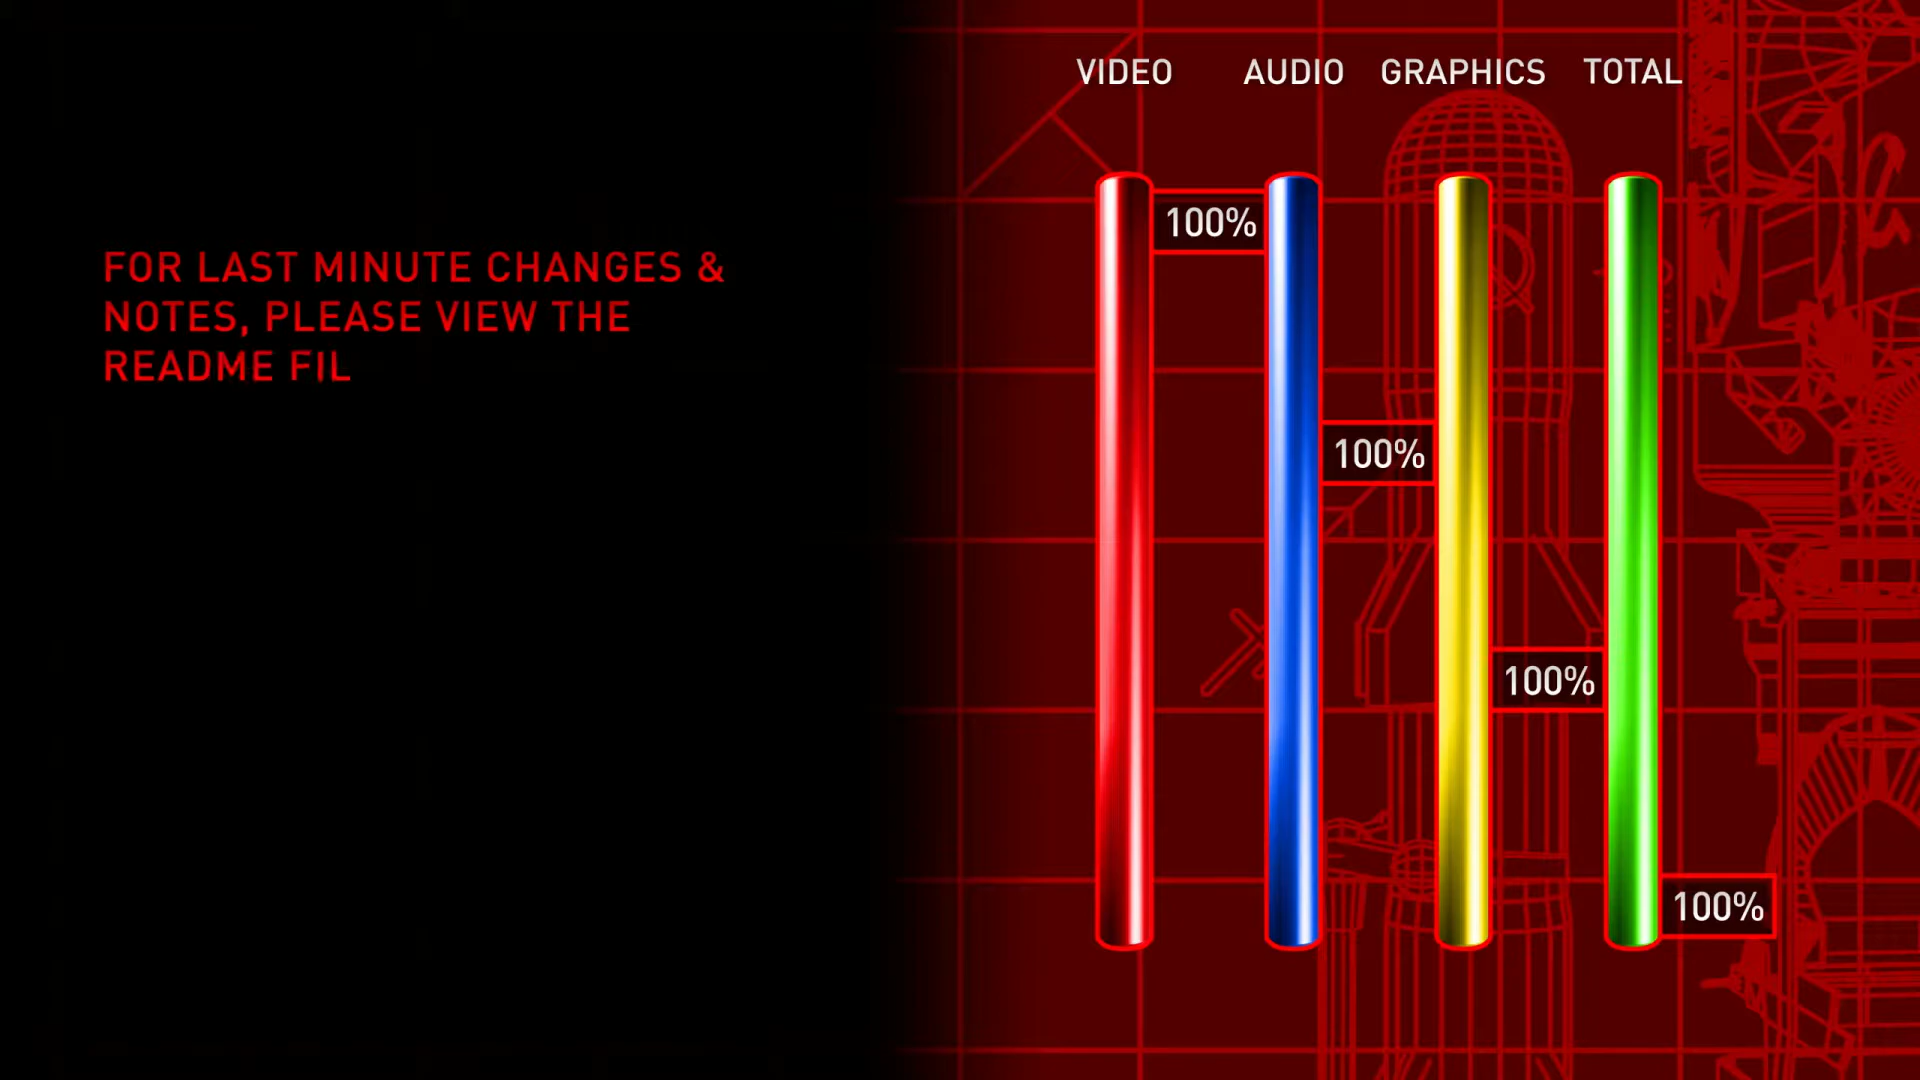 VIDEO AUDIO GRAPHICS TOTAL
100%
FOR LAST MINUTE CHANGES &
NOTES, PLEASE VIEW THE
README FIL
100%
100%
100%